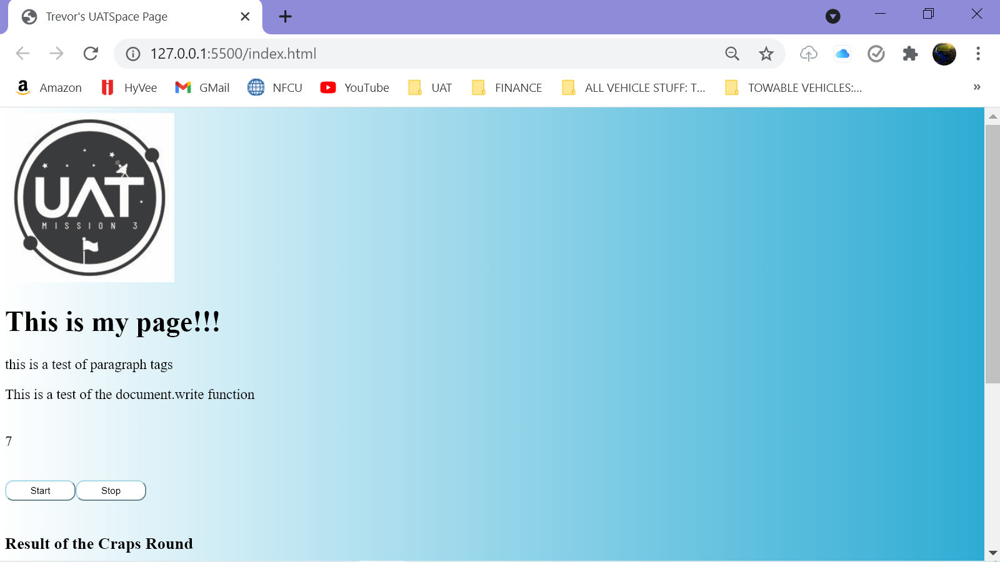 Trevor's UATSpace Page
127.0.0.1:5500/index.html
Amazon HyVee GMail NFCU YouTube UAT FINANCE ALL VEHICLE STUFF: T... TOWABLE VEHICLES:... »
UAT
MISSION 3
This is my page!!!
this is a test of paragraph tags
This is a test of the document.write function
7
Start Stop
Result of the Craps Round